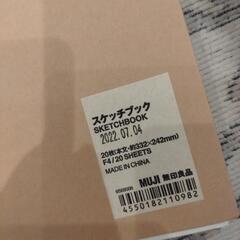 スケッチブック
SKETCHBOOK
2022.07.04
20枚(本文・約332×242mm)
F4/20 SHEETS
MADE IN CHINA
MUJI 無印良品
4550182110982